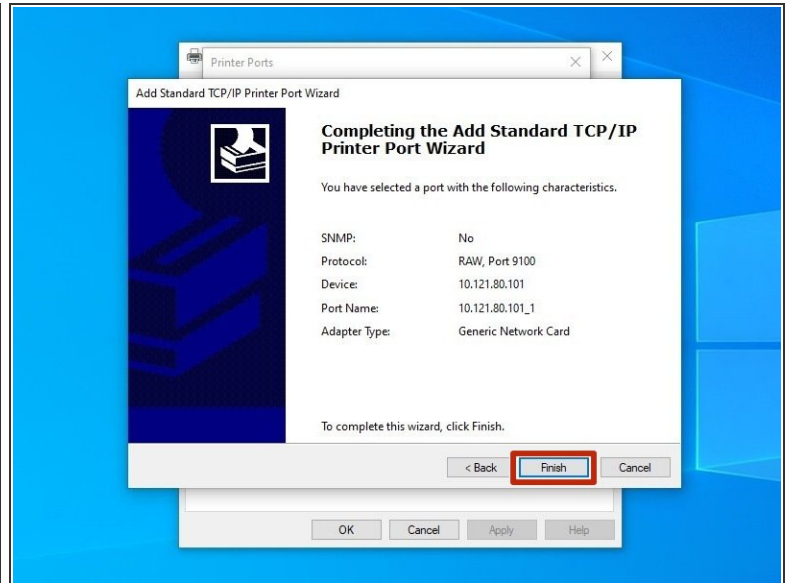 Printer Ports
Add Standard TCP/IP Printer Port Wizard
Completing the Add Standard TCP/IP
Printer Port Wizard
You have selected a port with the following characteristics.
SNMP: No
Protocol: RAW, Port 9100
Device: 10.121.80.101
Port Name: 10.121.80.101_1
Adapter Type: Generic Network Card
To complete this wizard, click Finish.
< Back Finish Cancel
OK Cancel Apply Help